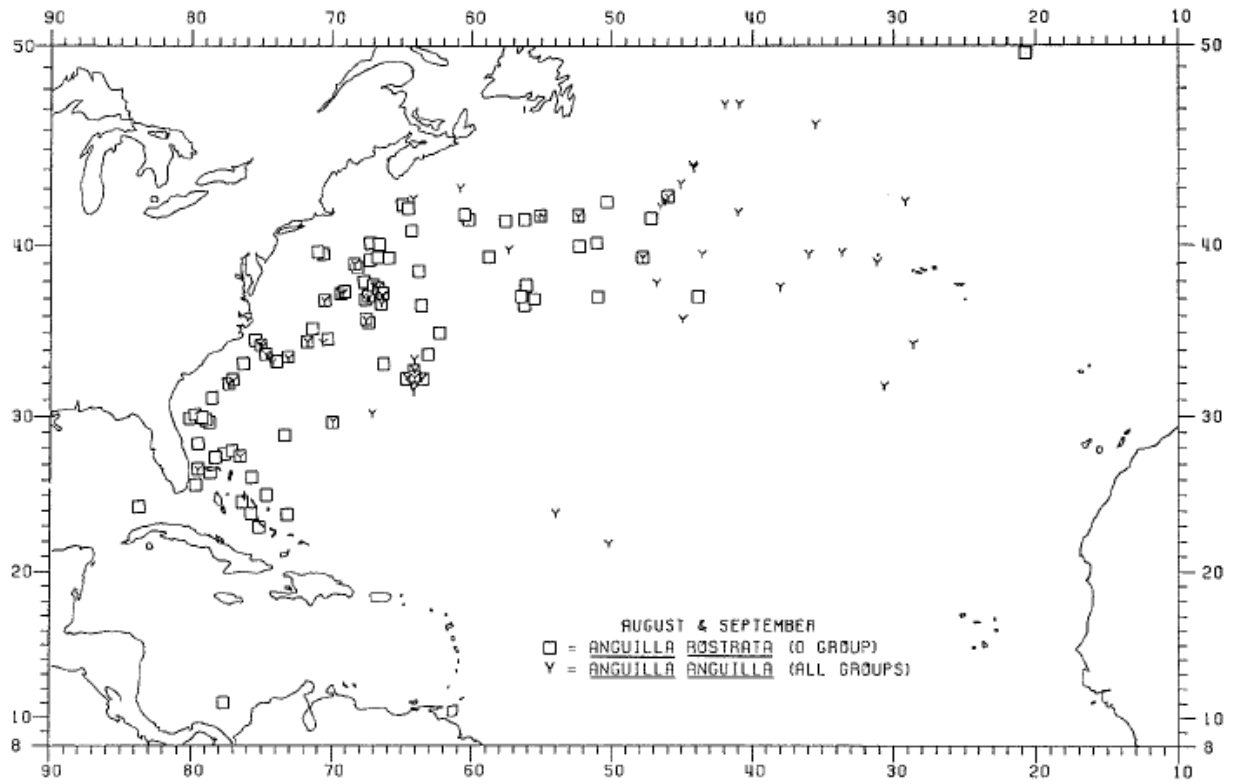 90 80 70 60 50 40 30 20 10
50 50
40 40
30 30
20 20
AUGUST & SEPTEMBER
□ = ANGUILLA ROSTRATA (O GROUP)
Y = ANGUILLA ANGUILLA (ALL GROUPS)
10 10
8 8
90 80 70 60 50 40 30 20 10